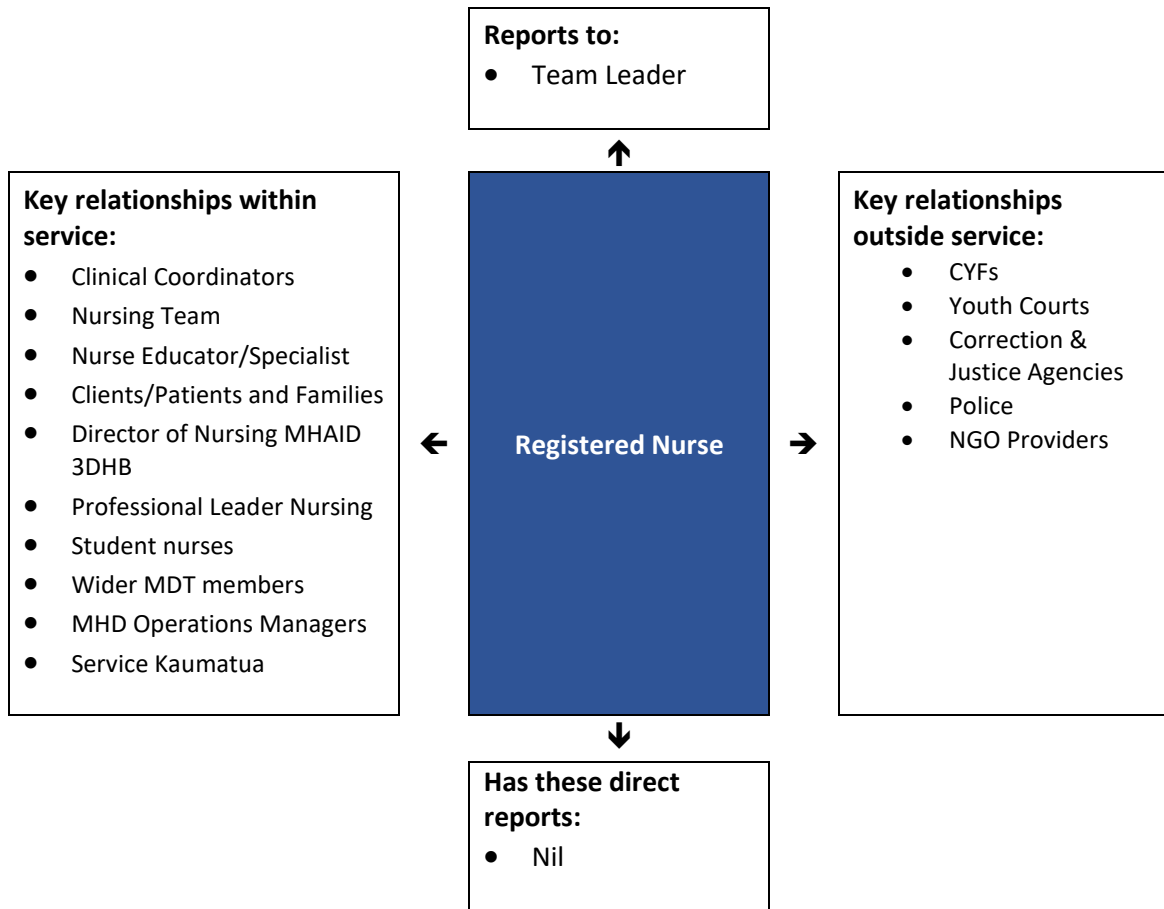 Reports to:
• Team Leader
Key relationships within
service:
• Clinical Coordinators
• Nursing Team
• Nurse Educator/Specialist
• Clients/Patients and Families
• Director of Nursing MHAID
3DHB
• Professional Leader Nursing
• Student nurses
• Wider MDT members
• MHD Operations Managers
• Service Kaumatua
Registered Nurse
Key relationships
outside service:
• CYFs
• Youth Courts
• Correction &
Justice Agencies
• Police
• NGO Providers
Has these direct
reports:
• Nil